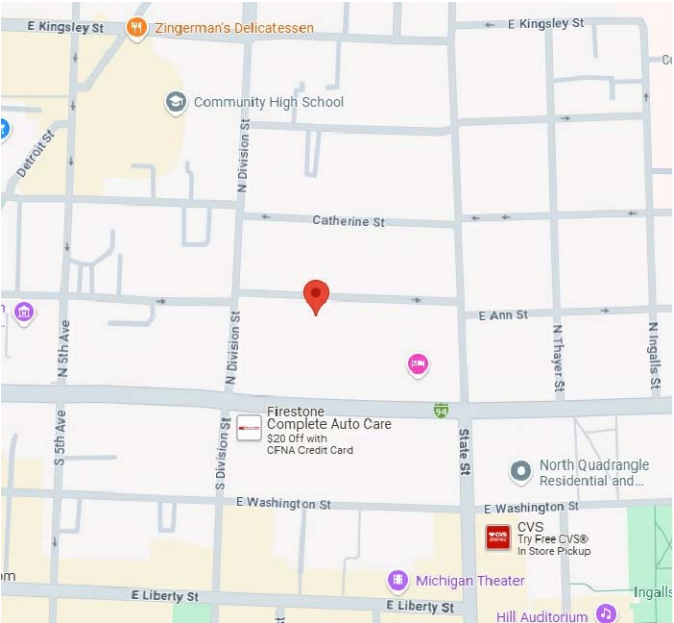 E Kingsley St
Zingerman's Delicatessen
E Kingsley St
Community High School
Detroit St
N Division St
Catherine St
E Ann St
N 5th Ave
N Division St
N Thayer St
N Ingalls St
94
Firestone
Complete Auto Care
$20 Off with
CFNA Credit Card
S 5th Ave
S Division St
State St
North Quadrangle
Residential and...
E Washington St
E Washington St
CVS
Try Free CVS®
In Store Pickup
Michigan Theater
E Liberty St
E Liberty St
Ingalls
Hill Auditorium